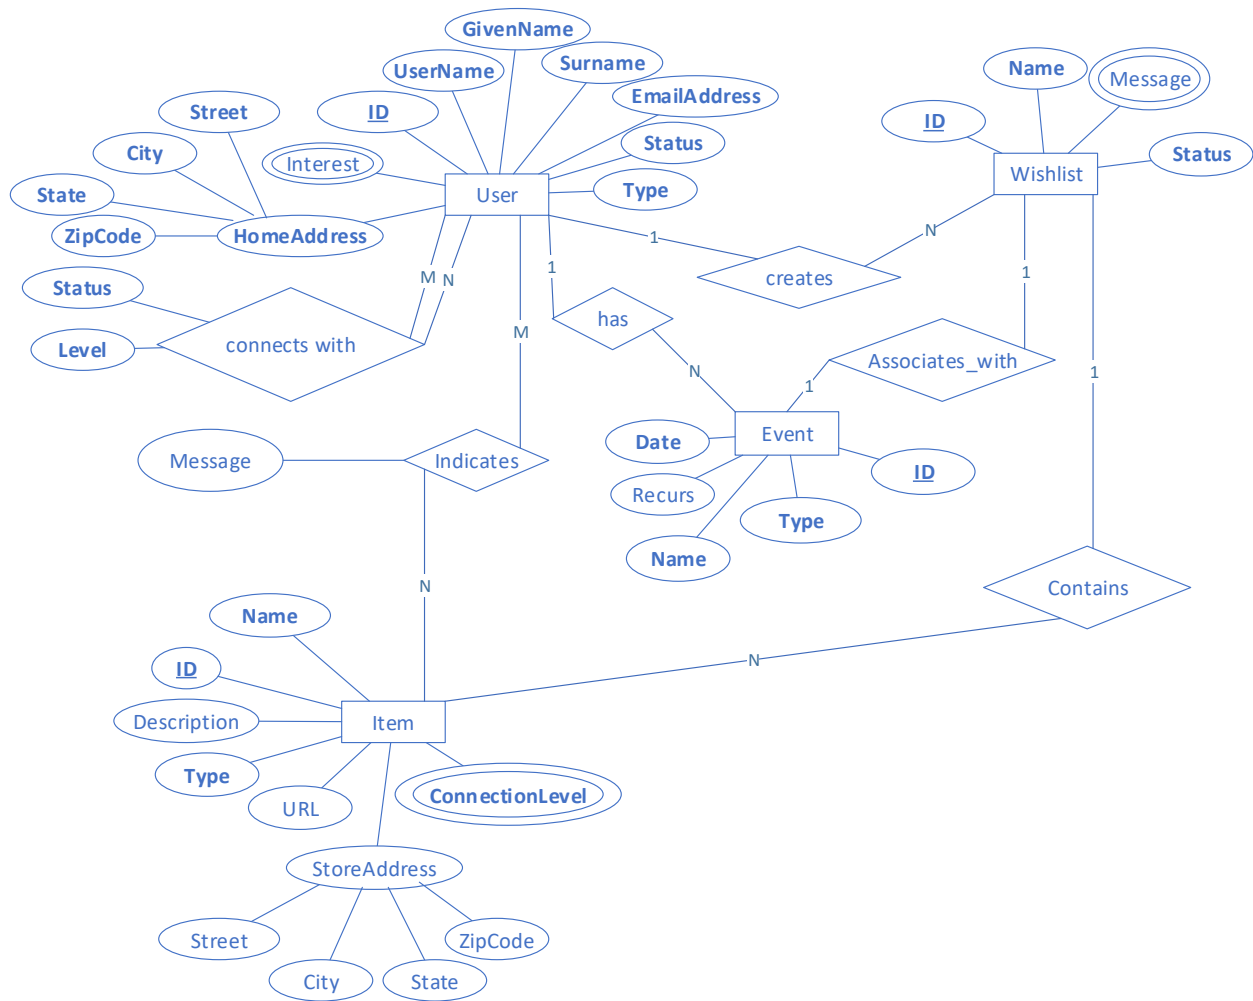 GivenName
UserName
Surname
Name
Message
EmailAddress
Street
ID
ID
Status
Status
City
Interest
Type
User
Wishlist
State
ZipCode
HomeAddress
1
N
Status
M
N
1
1
creates
has
M
connects with
Level
Associates_with
N
1
1
Date
Event
Message
Indicates
ID
Recurs
Type
Name
N
Contains
Name
N
ID
Description
Item
Type
URL
ConnectionLevel
StoreAddress
Street
ZipCode
City
State